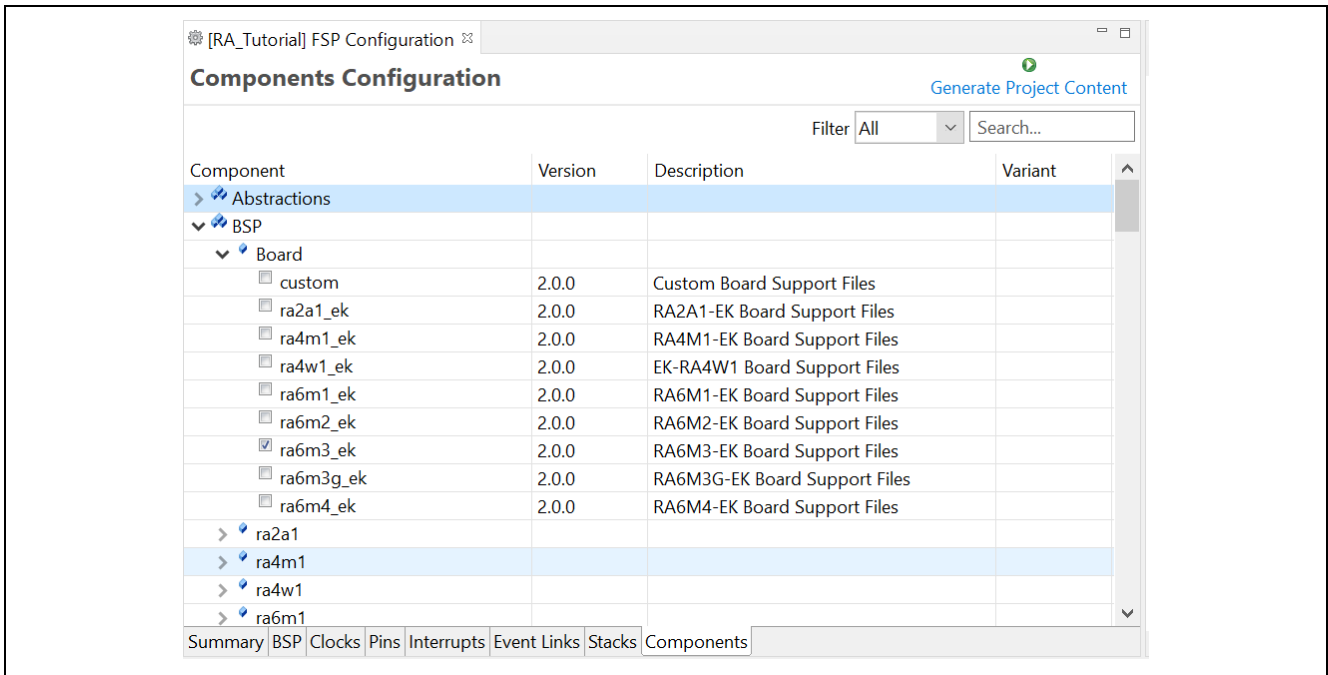 [RA_Tutorial] FSP Configuration
Components Configuration
Generate Project Content
Filter All Search...
Component Version Description Variant
Abstractions
BSP
Board
custom 2.0.0 Custom Board Support Files
ra2a1_ek 2.0.0 RA2A1-EK Board Support Files
ra4m1_ek 2.0.0 RA4M1-EK Board Support Files
ra4w1_ek 2.0.0 EK-RA4W1 Board Support Files
ra6m1_ek 2.0.0 RA6M1-EK Board Support Files
ra6m2_ek 2.0.0 RA6M2-EK Board Support Files
ra6m3_ek 2.0.0 RA6M3-EK Board Support Files
ra6m3g_ek 2.0.0 RA6M3G-EK Board Support Files
ra6m4_ek 2.0.0 RA6M4-EK Board Support Files
ra2a1
ra4m1
ra4w1
ra6m1
Summary BSP Clocks Pins Interrupts Event Links Stacks Components